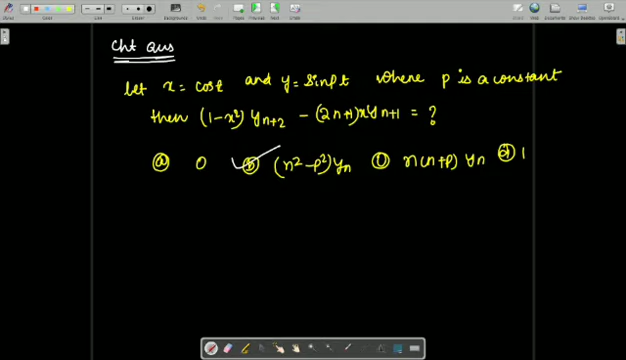 Cht Qus
Let x = cost and y = sinpt where p is a constant
then (1-x²) yn+2 - (2n+1)xyn+1 = ?
(a) 0 (b) (n²-p²)yn (c) n(n+p) yn (d) 1